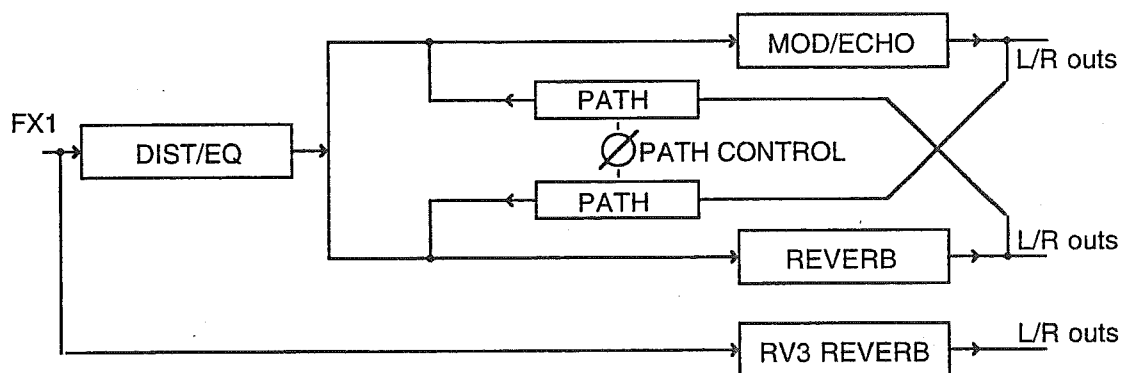 MOD/ECHO
L/R outs
PATH
FX1
DIST/EQ
PATH CONTROL
PATH
REVERB
L/R outs
RV3 REVERB
L/R outs